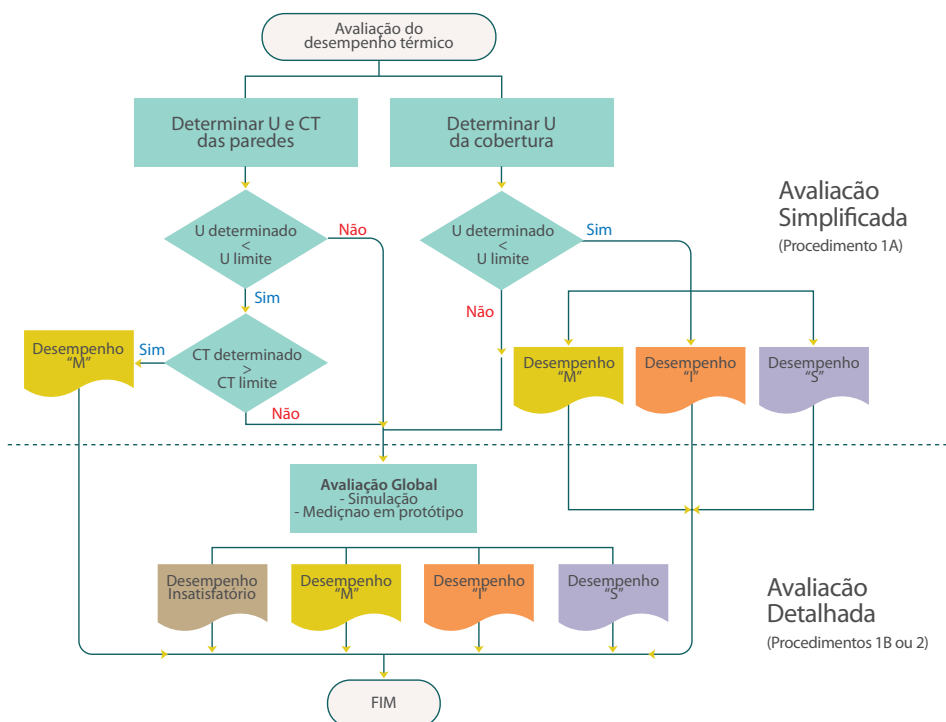 Avaliação do
desempenho térmico
Determinar U e CT
das paredes
Determinar U
da cobertura
U determinado
<
U limite
Não
Sim
U determinado
<
U limite
Sim
Não
Avaliacão
Simplificada
(Procedimento 1A)
Desempenho
"M"
Sim
CT determinado
>
CT limite
Não
Desempenho
"M"
Desempenho
"I"
Desempenho
"S"
Avaliação Global
- Simulação
- Mediçnao em protótipo
Desempenho
Insatisfatório
Desempenho
"M"
Desempenho
"I"
Desempenho
"S"
Avaliacão
Detalhada
(Procedimentos 1B ou 2)
FIM